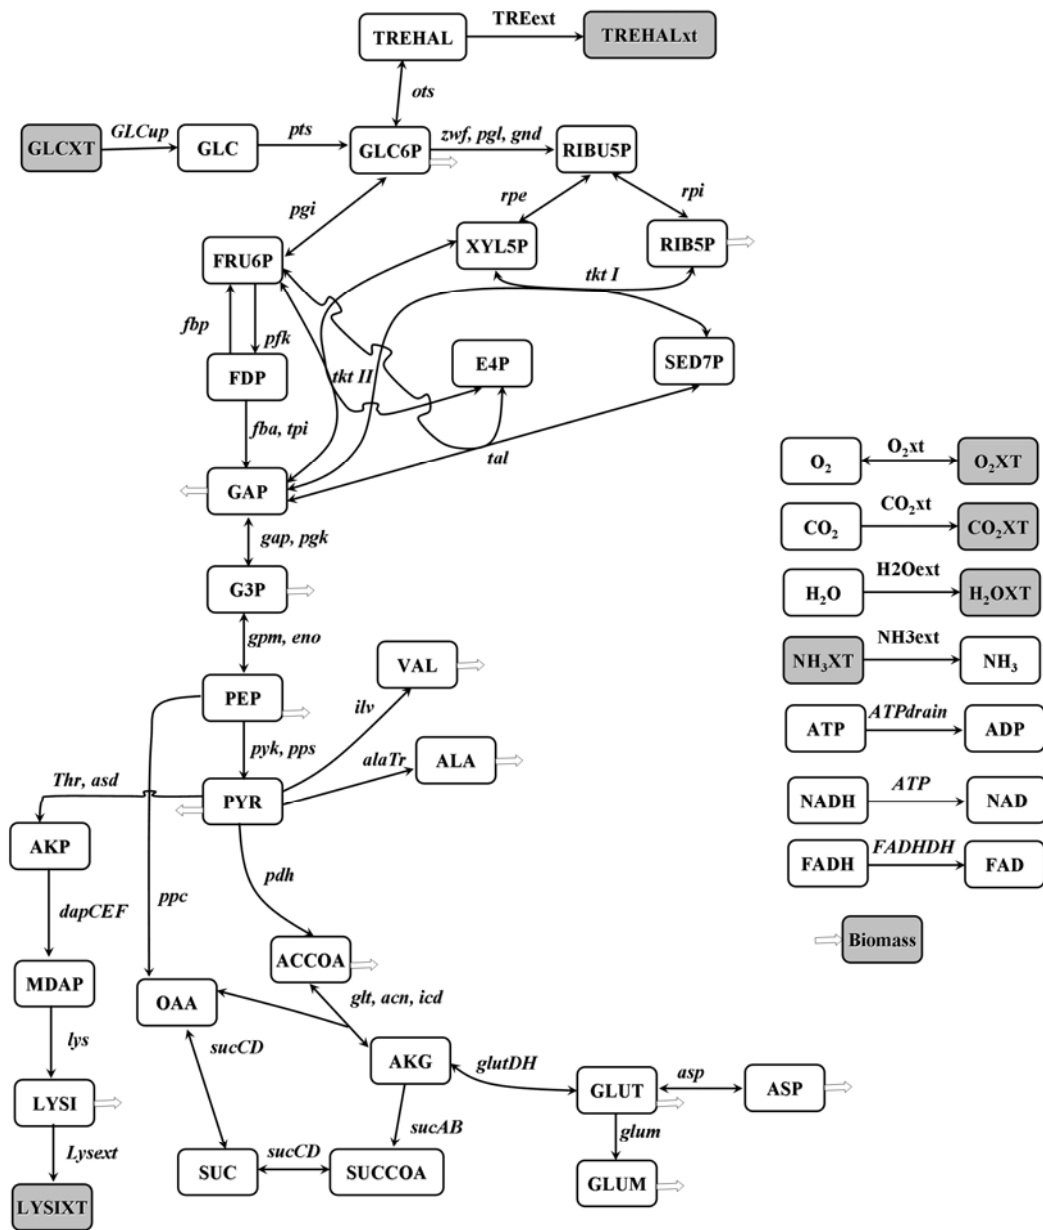 TREext
TREHAL
TREHALxt
ots
GLCup
pts
zwf, pgl, gnd
GLCXT
GLC
GLC6P
RIBU5P
pgi
rpe
rpi
FRU6P
XYL5P
RIB5P
tkt I
fbp
pfk
FDP
tkt II
E4P
SED7P
fba, tpi
tal
GAP
gap, pgk
G3P
gpm, eno
VAL
PEP
ilv
pyk, pps
alaTr
ALA
Thr, asd
PYR
AKP
pdh
dapCEF
ppc
ACCOA
MDAP
OAA
glt, acn, icd
lys
sucCD
AKG
glutDH
GLUT
asp
ASP
LYSI
sucAB
glum
Lysext
SUC
sucCD
SUCCOA
GLUM
LYSIXT
O₂
O₂xt
O₂XT
CO₂
CO₂xt
CO₂XT
H₂O
H2Oext
H₂OXT
NH₃XT
NH3ext
NH₃
ATP
ATPdrain
ADP
NADH
ATP
NAD
FADH
FADHDH
FAD
Biomass